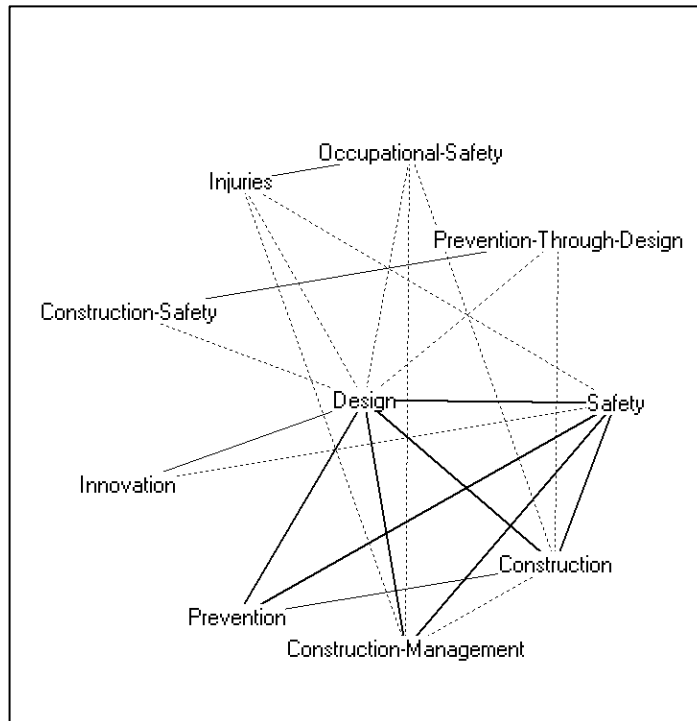 Occupational-Safety
Injuries
Prevention-Through-Design
Construction-Safety
Design
Safety
Innovation
Construction
Prevention
Construction-Management